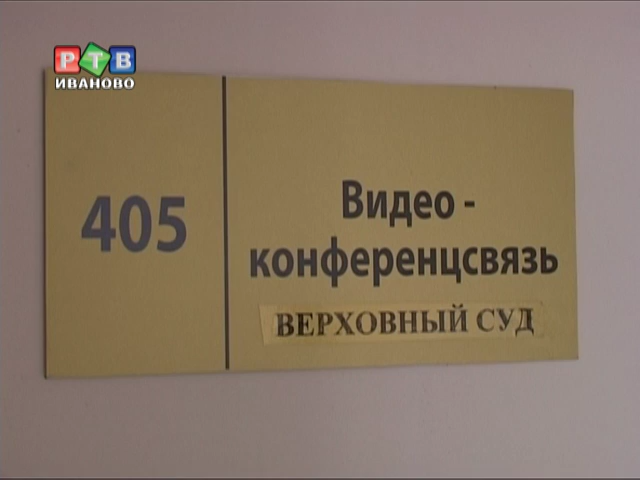 РТВ
ИВАНОВО
405
Видео -
конференцсвязь
ВЕРХОВНЫЙ СУД